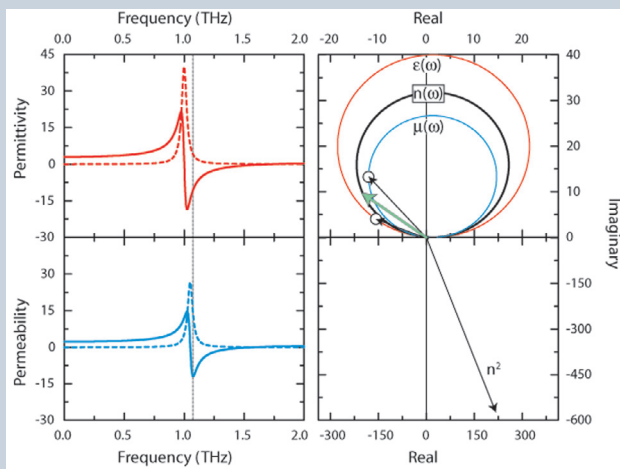 Frequency (THz)
0.0 0.5 1.0 1.5 2.0
Real
-30 -20 -10 0 10 20 30
Permittivity
45
30
15
0
-15
-30
ε(ω)
n(ω)
μ(ω)
40
30
20
10
0
Imaginary
Permeability
30
15
0
-15
-30
n²
-150
-300
-450
-600
0.0 0.5 1.0 1.5 2.0
Frequency (THz)
-300 -150 0 150 300
Real